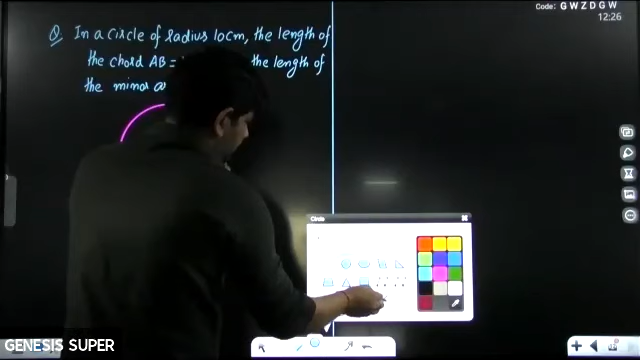 Code: G W Z D G W
12:26
Q. In a circle of radius 10cm, the length of
the chord AB = the length of
the minor
Circle
GENESIS SUPER